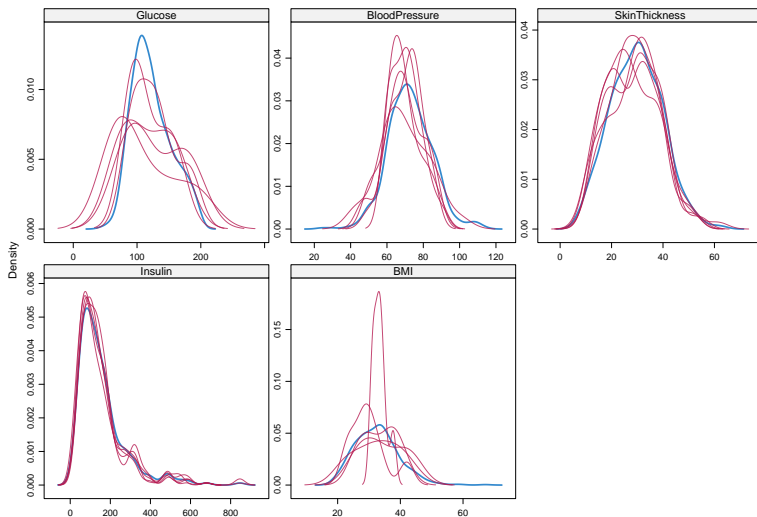 Glucose
0.000 0.005 0.010
0 100 200
BloodPressure
0.00 0.01 0.02 0.03 0.04
20 40 60 80 100 120
SkinThickness
0.00 0.01 0.02 0.03 0.04
0 20 40 60
Density
Insulin
0.000 0.001 0.002 0.003 0.004 0.005 0.006
0 200 400 600 800
BMI
0.00 0.05 0.10 0.15
20 40 60